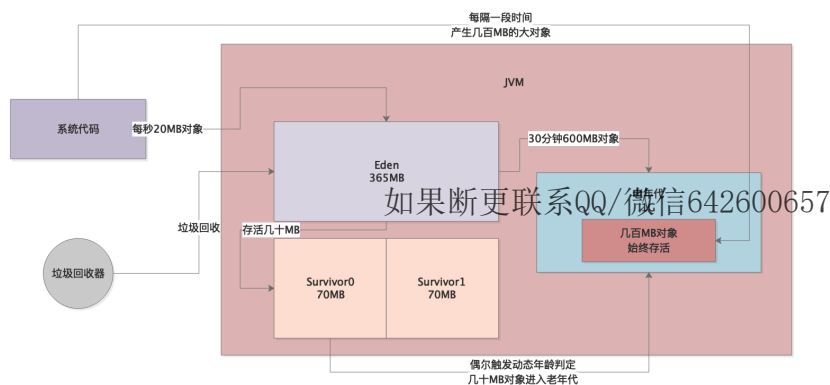 每隔一段时间
产生几百MB的大对象
JVM
系统代码
每秒20MB对象
Eden
365MB
30分钟600MB对象
老年代
如果断更联系QQ/微信642600657
几百MB对象
始终存活
垃圾回收
存活几十MB
垃圾回收器
Survivor0
70MB
Survivor1
70MB
偶尔触发动态年龄判定
几十MB对象进入老年代